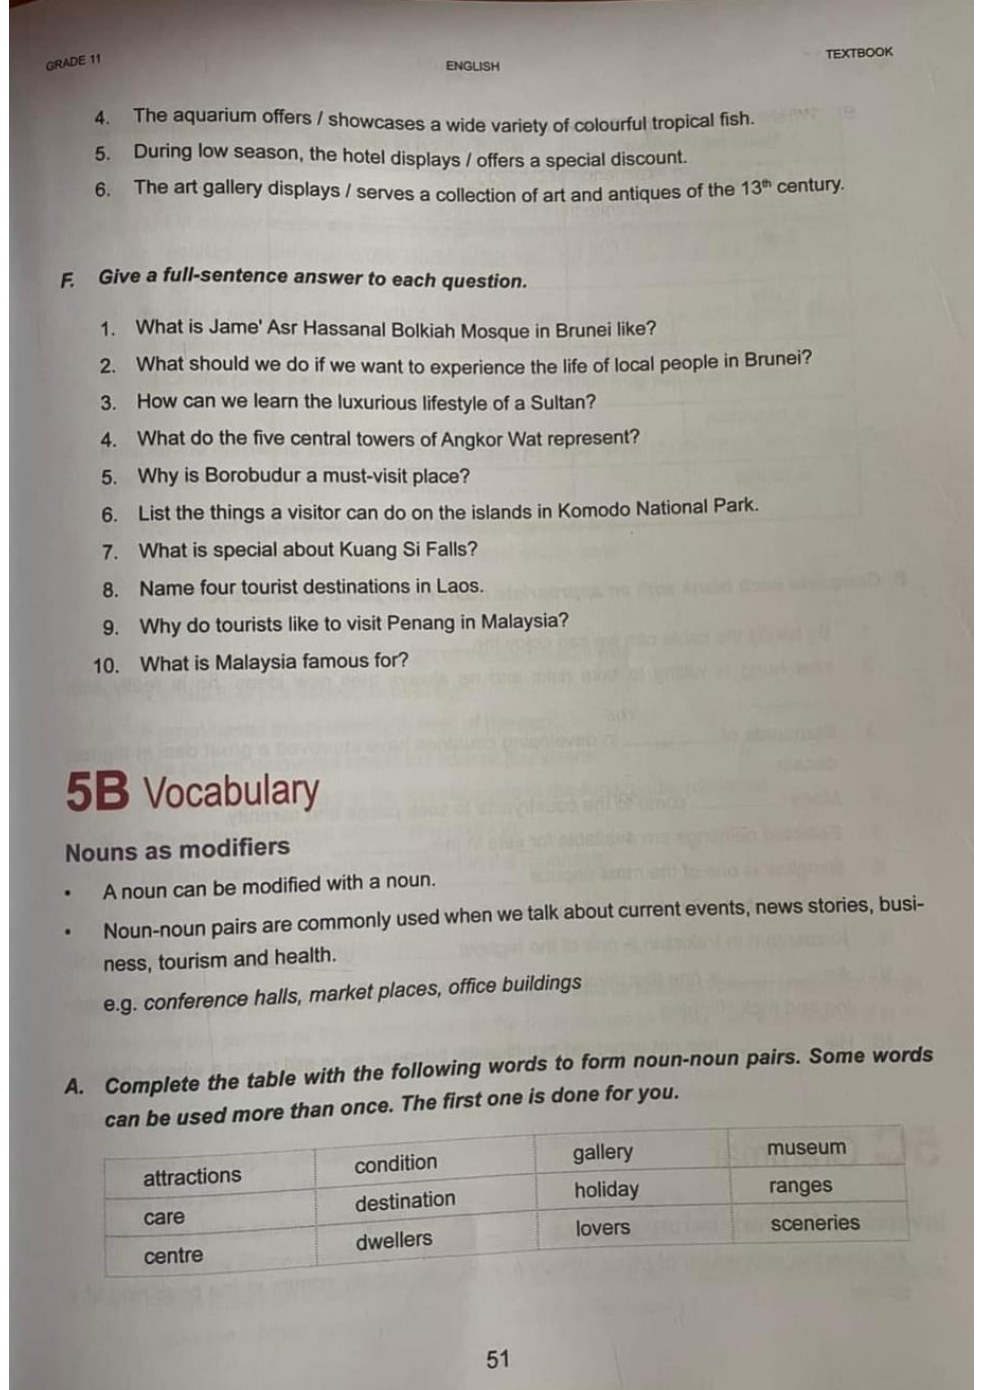 GRADE 11
ENGLISH
TEXTBOOK
4. The aquarium offers / showcases a wide variety of colourful tropical fish.
5. During low season, the hotel displays / offers a special discount.
6. The art gallery displays / serves a collection of art and antiques of the 13th century.
F. Give a full-sentence answer to each question.
1. What is Jame' Asr Hassanal Bolkiah Mosque in Brunei like?
2. What should we do if we want to experience the life of local people in Brunei?
3. How can we learn the luxurious lifestyle of a Sultan?
4. What do the five central towers of Angkor Wat represent?
5. Why is Borobudur a must-visit place?
6. List the things a visitor can do on the islands in Komodo National Park.
7. What is special about Kuang Si Falls?
8. Name four tourist destinations in Laos.
9. Why do tourists like to visit Penang in Malaysia?
10. What is Malaysia famous for?
5B Vocabulary
Nouns as modifiers
• A noun can be modified with a noun.
• Noun-noun pairs are commonly used when we talk about current events, news stories, busi-
ness, tourism and health.
e.g. conference halls, market places, office buildings
A. Complete the table with the following words to form noun-noun pairs. Some words
can be used more than once. The first one is done for you.
attractions condition gallery museum
care destination holiday ranges
centre dwellers lovers sceneries
51